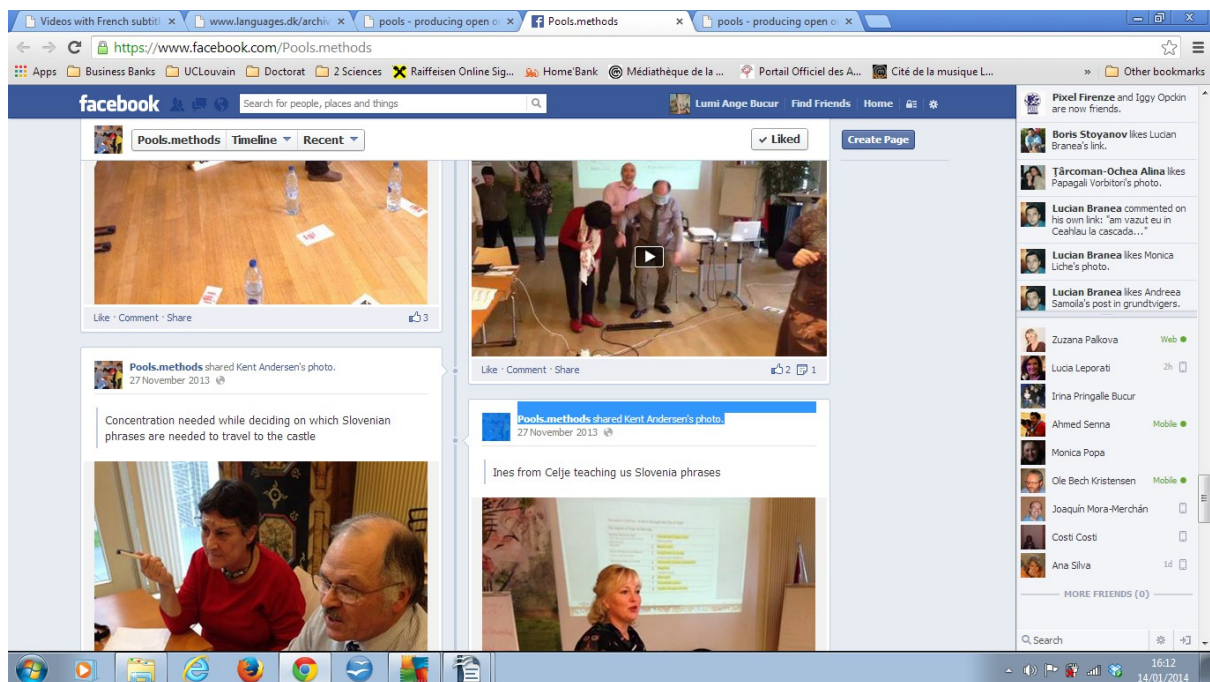 Videos with French subtitl
www.languages.dk/archiv
pools - producing open o
Pools.methods
pools - producing open o
https://www.facebook.com/Pools.methods
Apps
Business Banks
UCLouvain
Doctorat
2 Sciences
Raiffeisen Online Sig...
Home'Bank
Médiathèque de la ...
Portail Officiel des A...
Cité de la musique L...
»
Other bookmarks
facebook
Search for people, places and things
Lumi Ange Bucur
Find Friends
Home
Pools.methods
Timeline
Recent
Liked
Create Page
Like · Comment · Share
3
Pools.methods shared Kent Andersen's photo.
27 November 2013
Concentration needed while deciding on which Slovenian
phrases are needed to travel to the castle
Like · Comment · Share
2
1
Pools.methods shared Kent Andersen's photo.
27 November 2013
Ines from Celje teaching us Slovenia phrases
Pixel Firenze and Iggy Opckin
are now friends.
Boris Stoyanov likes Lucian
Branea's link.
Ţârcoman-Ochea Alina likes
Papagali Vorbitori's photo.
Lucian Branea commented on
his own link: "am vazut eu in
Ceahlau la cascada..."
Lucian Branea likes Monica
Liche's photo.
Lucian Branea likes Andreea
Samoila's post in grundtvigers.
Zuzana Palkova
Web
Lucia Leporati
2h
Irina Pringalle Bucur
Ahmed Senna
Mobile
Monica Popa
Ole Bech Kristensen
Mobile
Joaquín Mora-Merchán
Costi Costi
Ana Silva
1d
MORE FRIENDS (0)
Search
16:12
14/01/2014